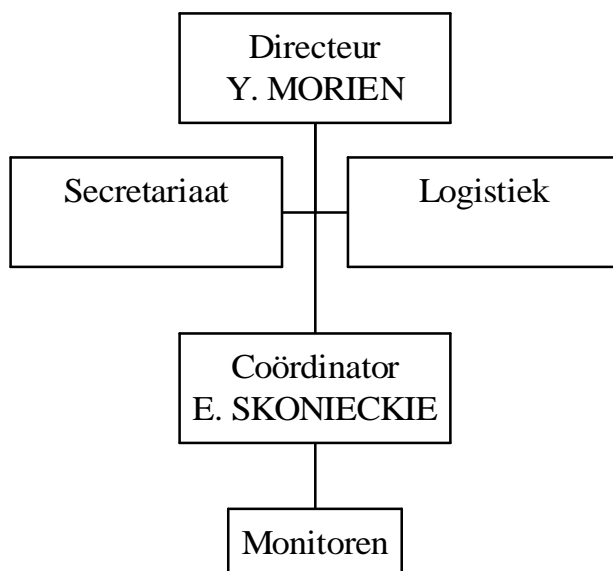 Directeur
Y. MORIEN
Secretariaat
Logistiek
Coördinator
E. SKONIECKIE
Monitoren